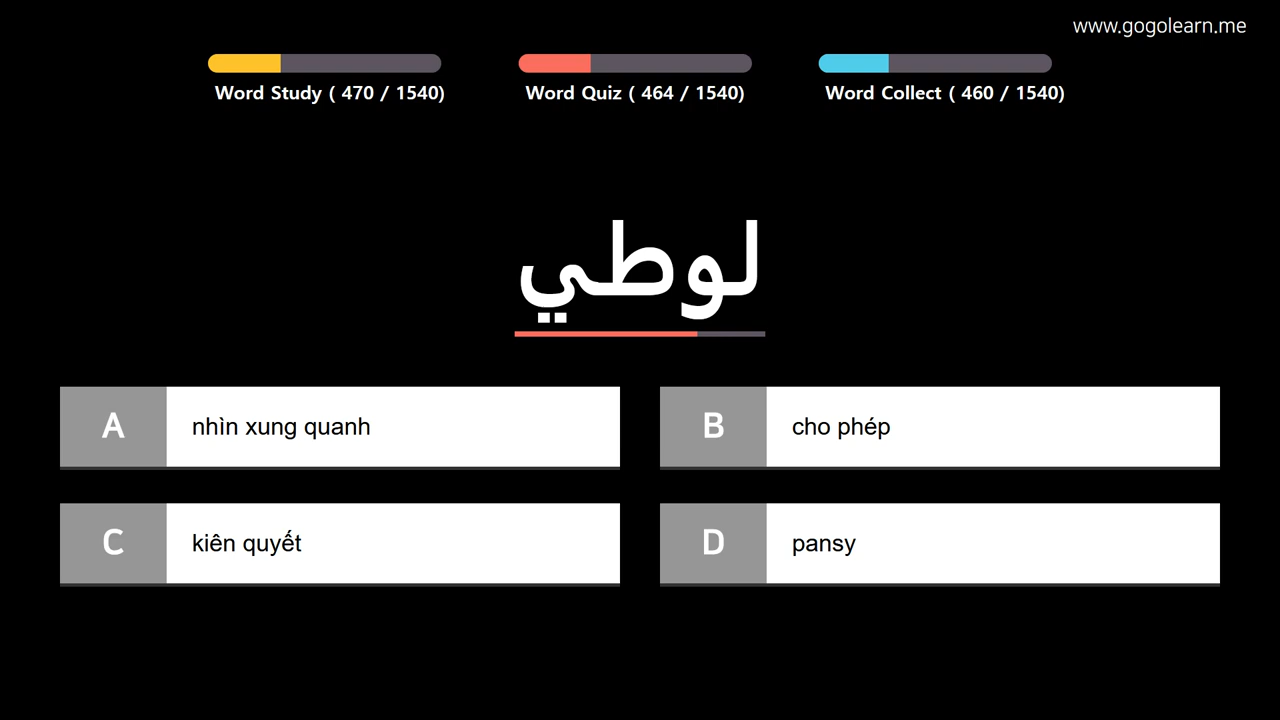 www.gogolearn.me
Word Study ( 470 / 1540)
Word Quiz ( 464 / 1540)
Word Collect ( 460 / 1540)
لوطي
A nhìn xung quanh
B cho phép
C kiên quyết
D pansy